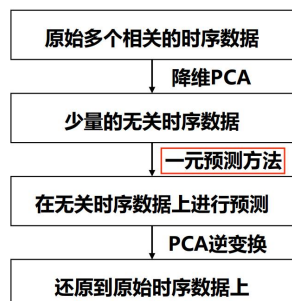 原始多个相关的时序数据
降维PCA
少量的无关时序数据
一元预测方法
在无关时序数据上进行预测
PCA逆变换
还原到原始时序数据上